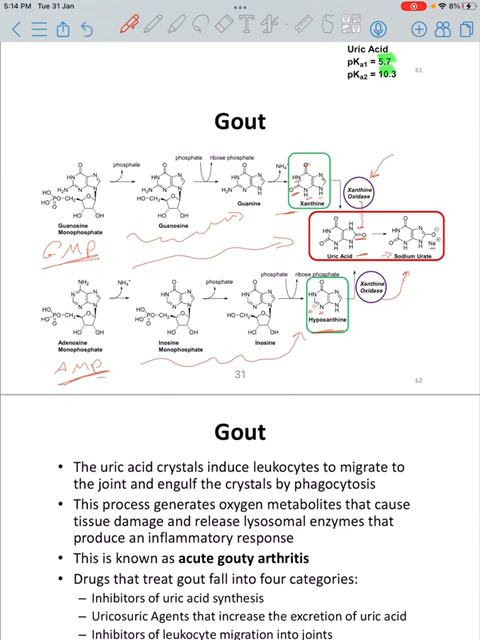 5:14 PM Tue 31 Jan
8%
Uric Acid
pKa1 = 5.7
pKa2 = 10.3
61
Gout
phosphate
phosphate
ribose phosphate
NH4+
Guanosine
Monophosphate
Guanosine
Guanine
Xanthine
Xanthine
Oxidase
Uric Acid
Sodium Urate
GMP
NH4+
phosphate
phosphate
ribose phosphate
Xanthine
Oxidase
Adenosine
Monophosphate
Inosine
Monophosphate
Inosine
Hypoxanthine
AMP
31
62
Gout
• The uric acid crystals induce leukocytes to migrate to
the joint and engulf the crystals by phagocytosis
• This process generates oxygen metabolites that cause
tissue damage and release lysosomal enzymes that
produce an inflammatory response
• This is known as acute gouty arthritis
• Drugs that treat gout fall into four categories:
– Inhibitors of uric acid synthesis
– Uricosuric Agents that increase the excretion of uric acid
– Inhibitors of leukocyte migration into joints